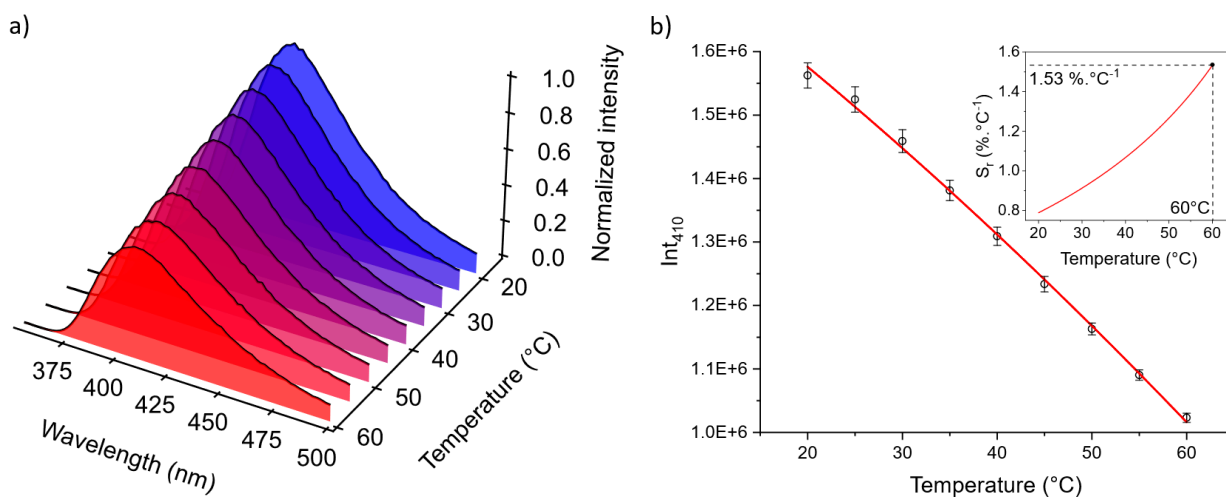 a)
1.0
0.8
0.6
0.4
0.2
0.0
Normalized intensity
20
30
40
50
60
Temperature (°C)
375
400
425
450
475
500
Wavelength (nm)
b)
1.6E+6
1.5E+6
1.4E+6
1.3E+6
1.2E+6
1.1E+6
1.0E+6
Int₄₁₀
20 30 40 50 60
Temperature (°C)
1.6
1.4
1.2
1.0
0.8
Sᵣ (%.°C⁻¹)
1.53 %.°C⁻¹
60°C
20 30 40 50 60
Temperature (°C)